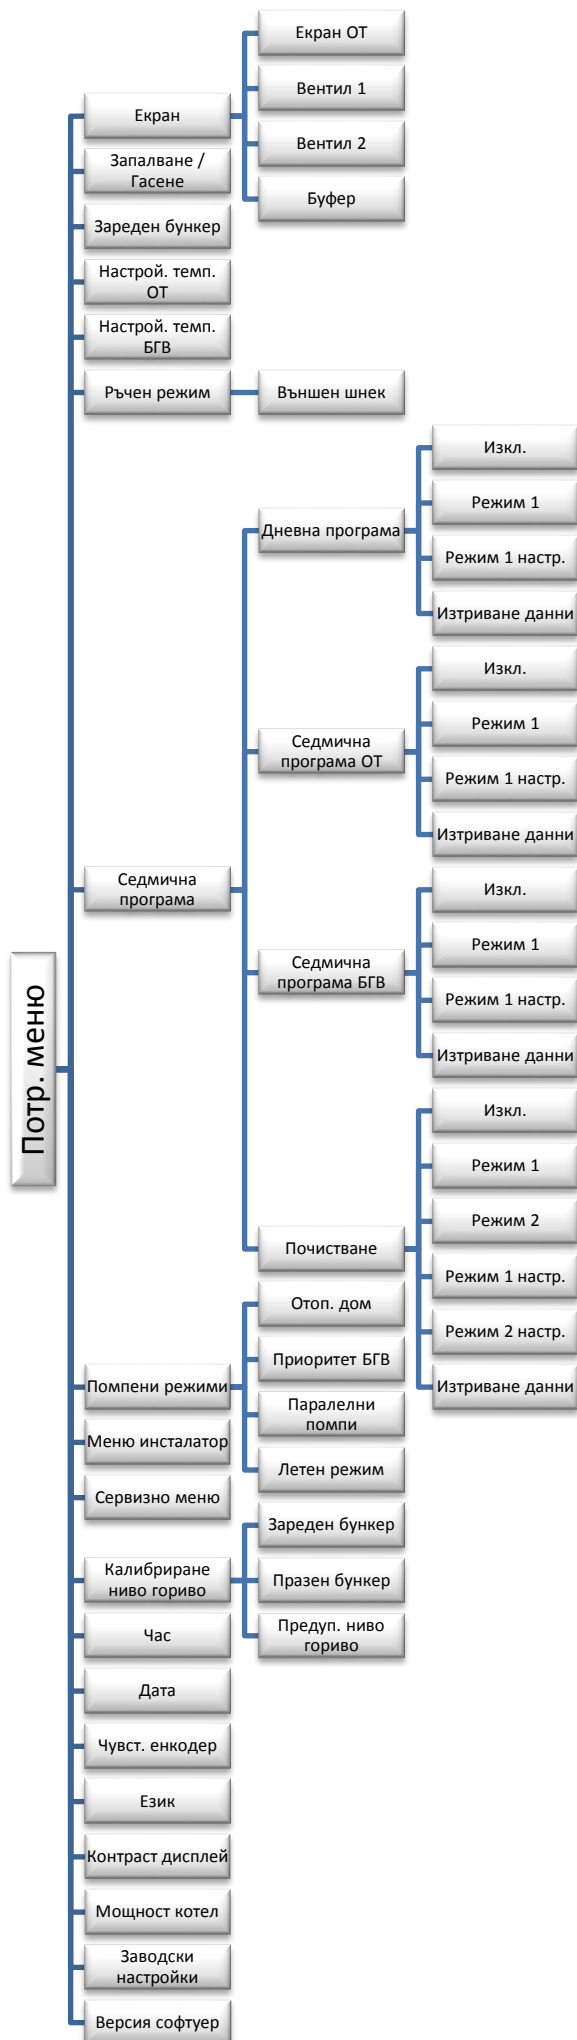 Потр. меню
Екран
Екран ОТ
Вентил 1
Вентил 2
Буфер
Запалване /
Гасене
Зареден бункер
Настрой. темп.
ОТ
Настрой. темп.
БГВ
Ръчен режим
Външен шнек
Седмична
програма
Дневна програма
Изкл.
Режим 1
Режим 1 настр.
Изтриване данни
Седмична
програма ОТ
Изкл.
Режим 1
Режим 1 настр.
Изтриване данни
Седмична
програма БГВ
Изкл.
Режим 1
Режим 1 настр.
Изтриване данни
Почистване
Изкл.
Режим 1
Режим 2
Режим 1 настр.
Режим 2 настр.
Изтриване данни
Помпени режими
Отоп. дом
Приоритет БГВ
Паралелни
помпи
Летен режим
Меню инсталатор
Сервизно меню
Калибриране
ниво гориво
Зареден бункер
Празен бункер
Предуп. ниво
гориво
Час
Дата
Чувст. енкодер
Език
Контраст дисплей
Мощност котел
Заводски
настройки
Версия софтуер